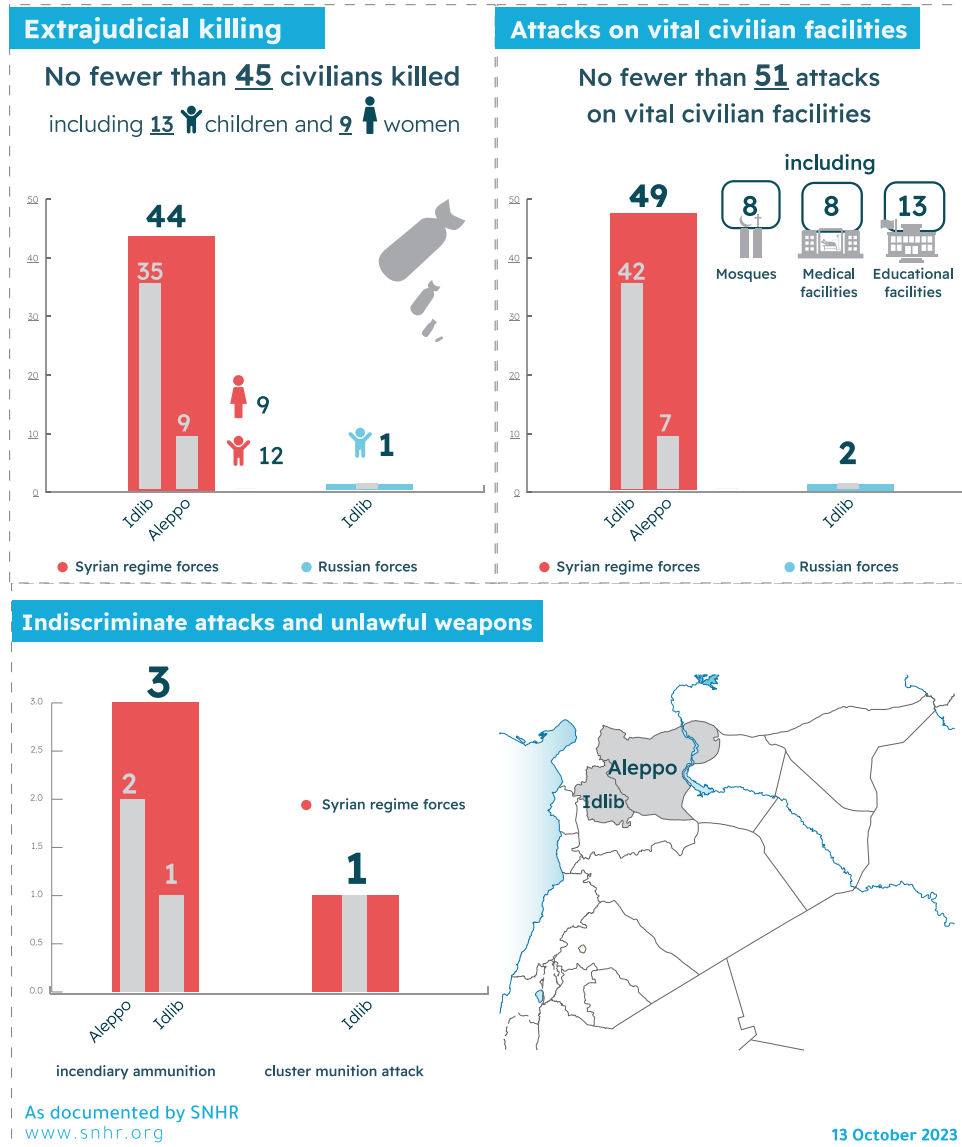 Extrajudicial killing
No fewer than 45 civilians killed
including 13 children and 9 women
50
40
30
20
10
0
44
35
9
9
12
1
Idlib
Aleppo
Idlib
Syrian regime forces
Russian forces
Attacks on vital civilian facilities
No fewer than 51 attacks
on vital civilian facilities
including
8
8
13
Mosques
Medical
facilities
Educational
facilities
50
40
30
20
10
0
49
42
7
2
Idlib
Aleppo
Idlib
Syrian regime forces
Russian forces
Indiscriminate attacks and unlawful weapons
3.0
2.5
2.0
1.5
1.0
0.5
0.0
3
2
1
1
Syrian regime forces
Aleppo
Idlib
Idlib
incendiary ammunition
cluster munition attack
Aleppo
Idlib
As documented by SNHR
www.snhr.org
13 October 2023